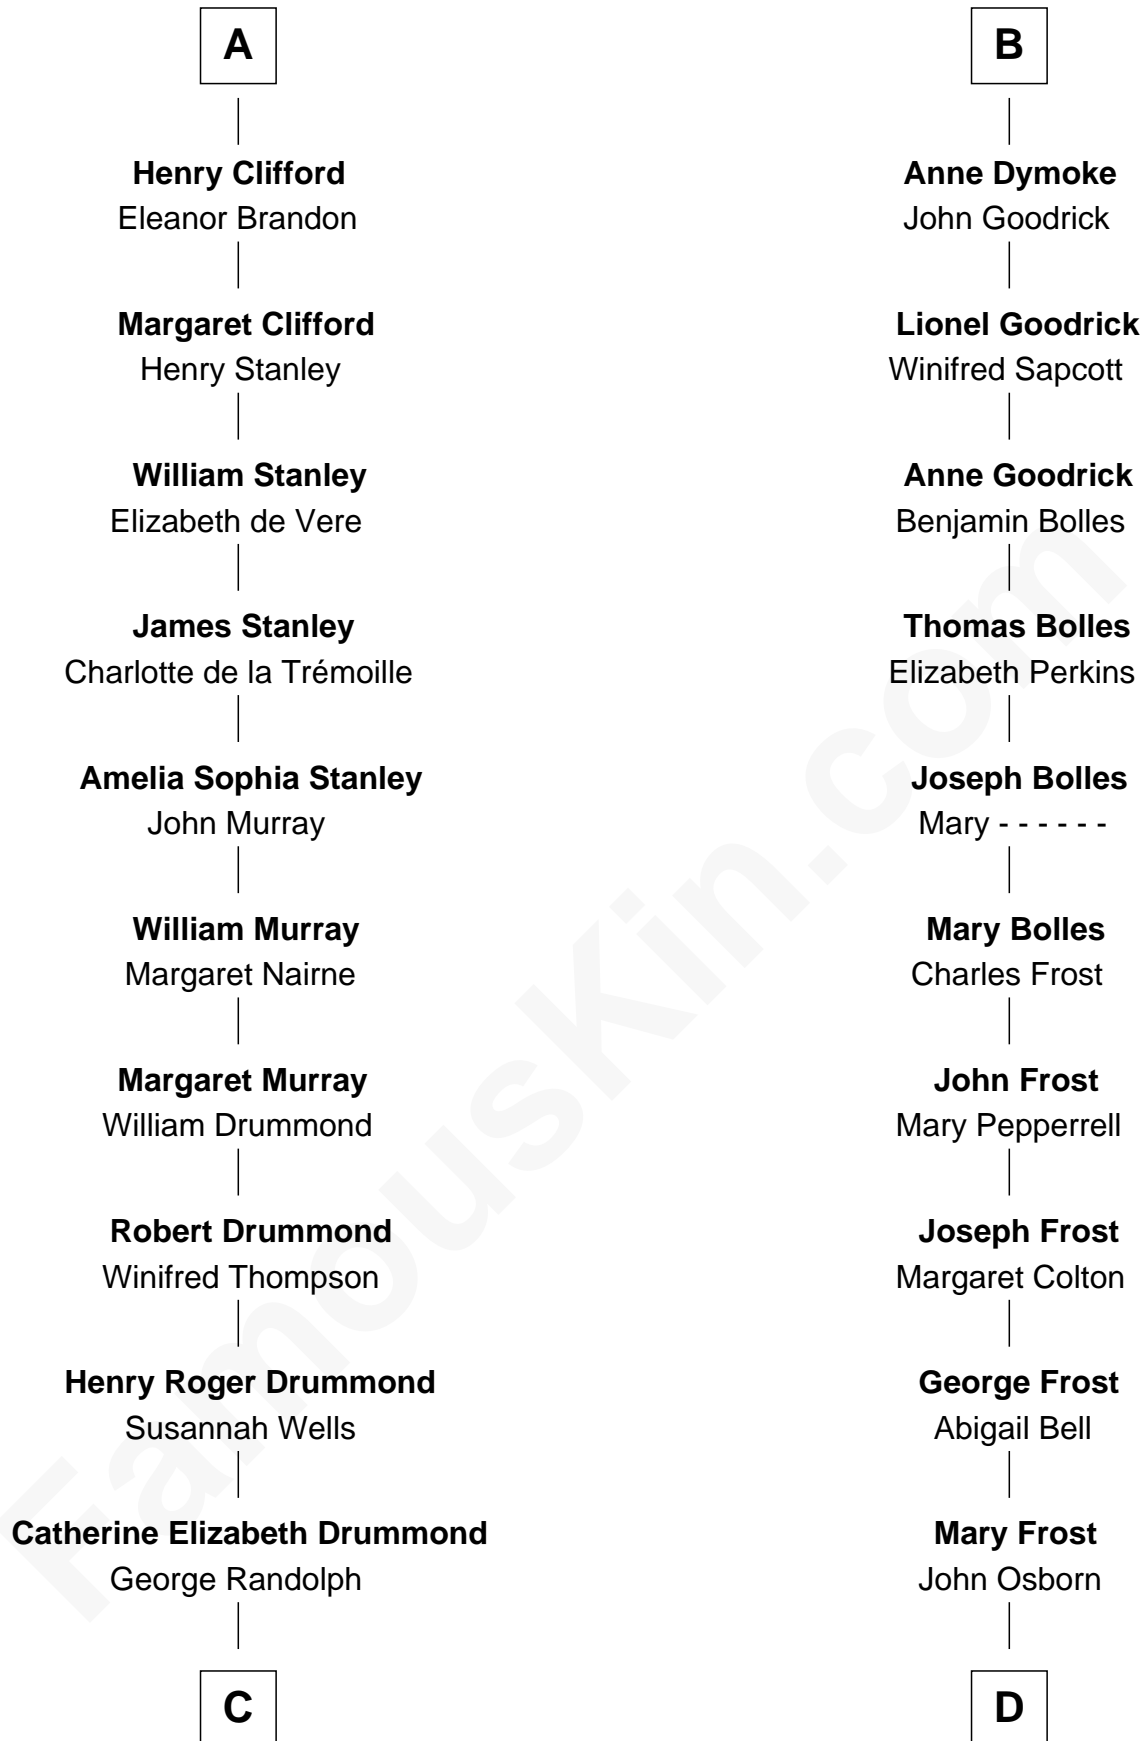 A
Henry Clifford
Eleanor Brandon
Margaret Clifford
Henry Stanley
William Stanley
Elizabeth de Vere
James Stanley
Charlotte de la Trémoille
Amelia Sophia Stanley
John Murray
William Murray
Margaret Nairne
Margaret Murray
William Drummond
Robert Drummond
Winifred Thompson
Henry Roger Drummond
Susannah Wells
Catherine Elizabeth Drummond
George Randolph
C
B
Anne Dymoke
John Goodrick
Lionel Goodrick
Winifred Sapcott
Anne Goodrick
Benjamin Bolles
Thomas Bolles
Elizabeth Perkins
Joseph Bolles
Mary - - - - - -
Mary Bolles
Charles Frost
John Frost
Mary Pepperrell
Joseph Frost
Margaret Colton
George Frost
Abigail Bell
Mary Frost
John Osborn
D
FamousKin.com